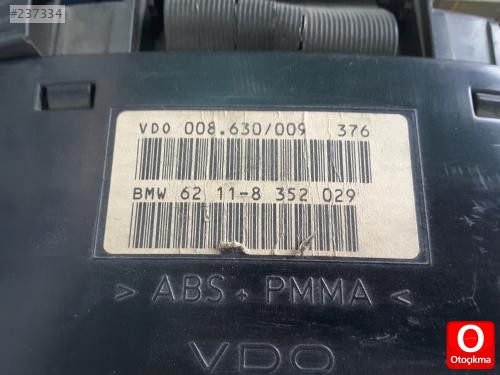 #237334
VDO 008.630/009 376
BMW 62 11-8 352 029
> ABS + PMMA <
VDO
O
Otoçıkma